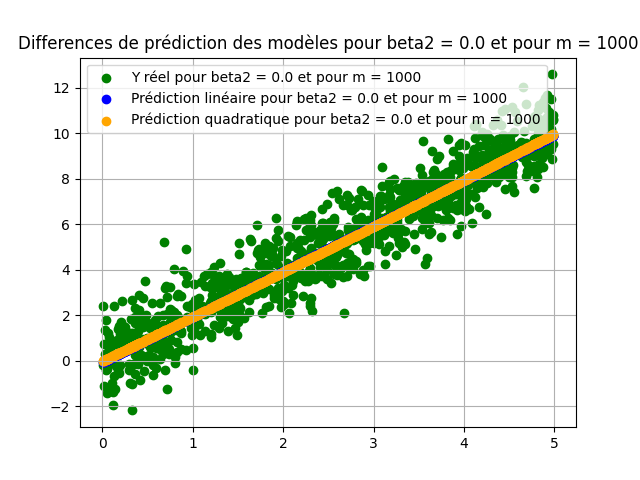 Differences de prédiction des modèles pour beta2 = 0.0 et pour m = 1000
Y réel pour beta2 = 0.0 et pour m = 1000
Prédiction linéaire pour beta2 = 0.0 et pour m = 1000
Prédiction quadratique pour beta2 = 0.0 et pour m = 1000
12
10
8
6
4
2
0
−2
0 1 2 3 4 5